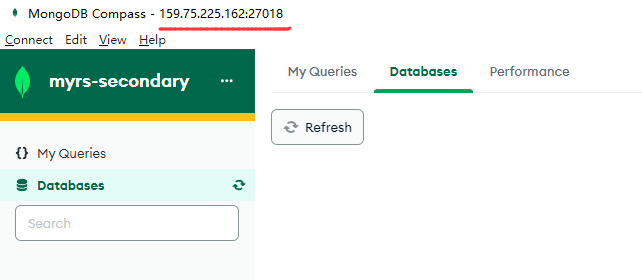 MongoDB Compass - 159.75.225.162:27018
Connect Edit View Help
myrs-secondary ...
My Queries Databases Performance
Refresh
{} My Queries
Databases
Search